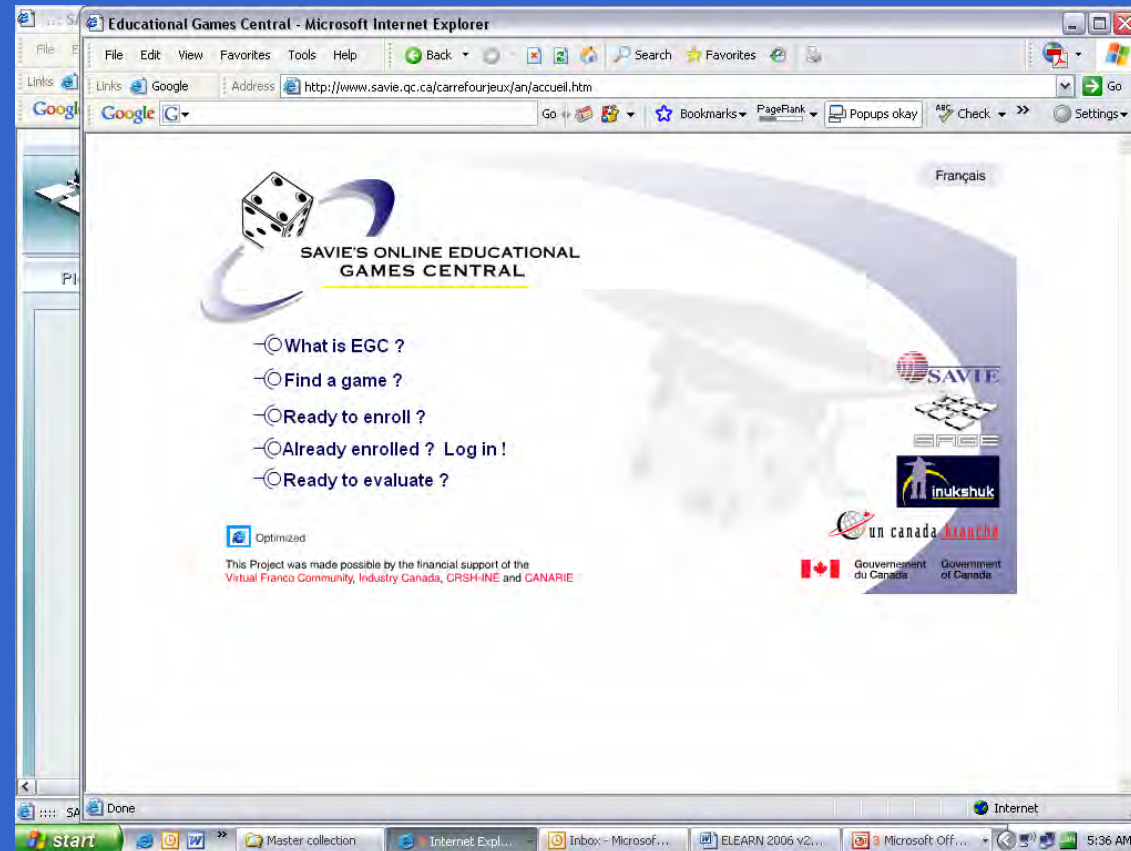 Educational Games Central - Microsoft Internet Explorer
File Edit View Favorites Tools Help Back Search Favorites
Links Google Address http://www.savie.qc.ca/carrefourjeux/an/accueil.htm Go
Google G Go Bookmarks PageRank Popups okay ABC Check » Settings
File
Links
Français
SAVIE'S ONLINE EDUCATIONAL
GAMES CENTRAL
What is EGC ?
Find a game ?
Ready to enroll ?
Already enrolled ? Log in !
Ready to evaluate ?
SAVIE
SAGE
inukshuk
un canada branché
Gouvernement du Canada
Government of Canada
Optimized
This Project was made possible by the financial support of the
Virtual Franco Community, Industry Canada, CRSH-INE and CANARIE
Done Internet
start » Master collection Internet Expl... Inbox - Microsof... ELEARN 2006 v2... 3 Microsoft Off... 5:36 AM